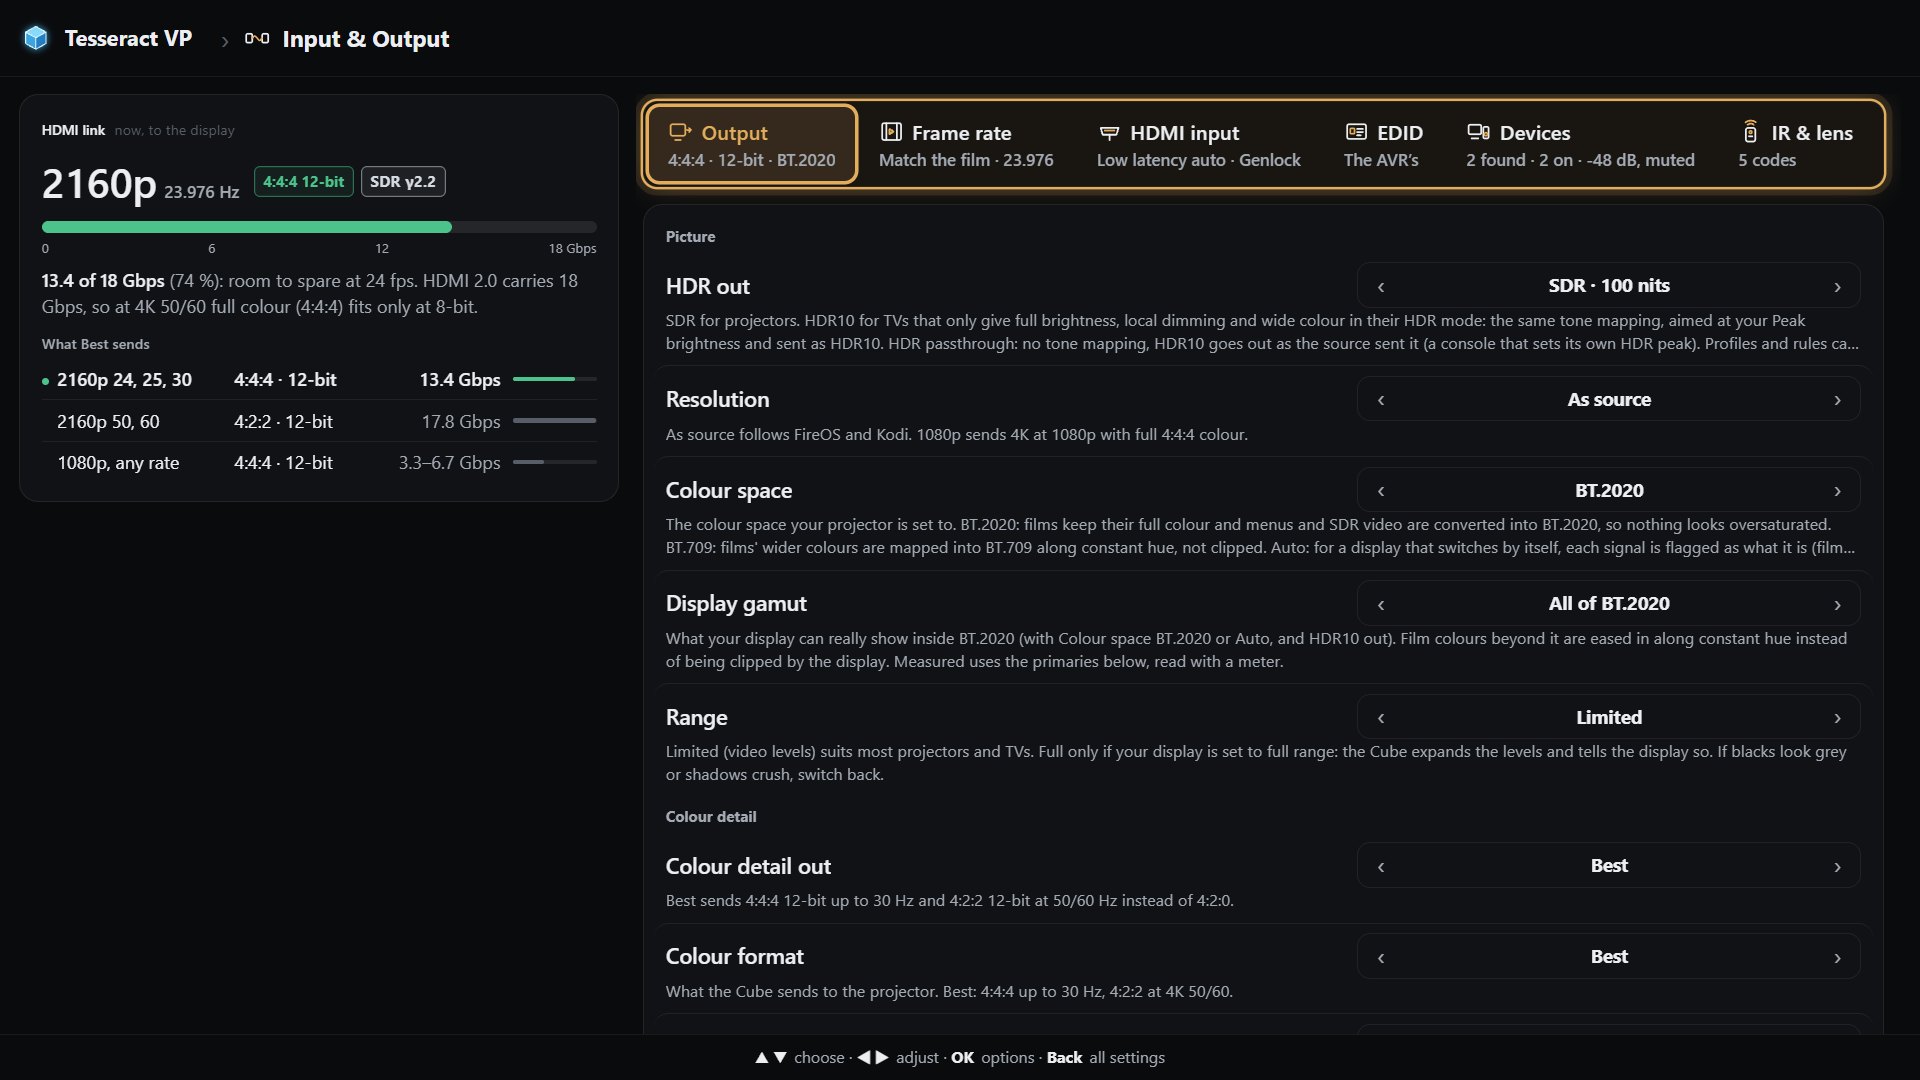 Tesseract VP › Input & Output
HDMI link now, to the display
2160p 23.976 Hz 4:4:4 12-bit SDR γ2.2
0 6 12 18 Gbps
13.4 of 18 Gbps (74 %): room to spare at 24 fps. HDMI 2.0 carries 18
Gbps, so at 4K 50/60 full colour (4:4:4) fits only at 8-bit.
What Best sends
2160p 24, 25, 30 4:4:4 · 12-bit 13.4 Gbps
2160p 50, 60 4:2:2 · 12-bit 17.8 Gbps
1080p, any rate 4:4:4 · 12-bit 3.3–6.7 Gbps
Output
4:4:4 · 12-bit · BT.2020
Frame rate
Match the film · 23.976
HDMI input
Low latency auto · Genlock
EDID
The AVR's
Devices
2 found · 2 on · -48 dB, muted
IR & lens
5 codes
Picture
HDR out ‹ SDR · 100 nits ›
SDR for projectors. HDR10 for TVs that only give full brightness, local dimming and wide colour in their HDR mode: the same tone mapping, aimed at your Peak
brightness and sent as HDR10. HDR passthrough: no tone mapping, HDR10 goes out as the source sent it (a console that sets its own HDR peak). Profiles and rules ca...
Resolution ‹ As source ›
As source follows FireOS and Kodi. 1080p sends 4K at 1080p with full 4:4:4 colour.
Colour space ‹ BT.2020 ›
The colour space your projector is set to. BT.2020: films keep their full colour and menus and SDR video are converted into BT.2020, so nothing looks oversaturated.
BT.709: films' wider colours are mapped into BT.709 along constant hue, not clipped. Auto: for a display that switches by itself, each signal is flagged as what it is (film...
Display gamut ‹ All of BT.2020 ›
What your display can really show inside BT.2020 (with Colour space BT.2020 or Auto, and HDR10 out). Film colours beyond it are eased in along constant hue instead
of being clipped by the display. Measured uses the primaries below, read with a meter.
Range ‹ Limited ›
Limited (video levels) suits most projectors and TVs. Full only if your display is set to full range: the Cube expands the levels and tells the display so. If blacks look grey
or shadows crush, switch back.
Colour detail
Colour detail out ‹ Best ›
Best sends 4:4:4 12-bit up to 30 Hz and 4:2:2 12-bit at 50/60 Hz instead of 4:2:0.
Colour format ‹ Best ›
What the Cube sends to the projector. Best: 4:4:4 up to 30 Hz, 4:2:2 at 4K 50/60.
▲▼ choose · ◀▶ adjust · OK options · Back all settings